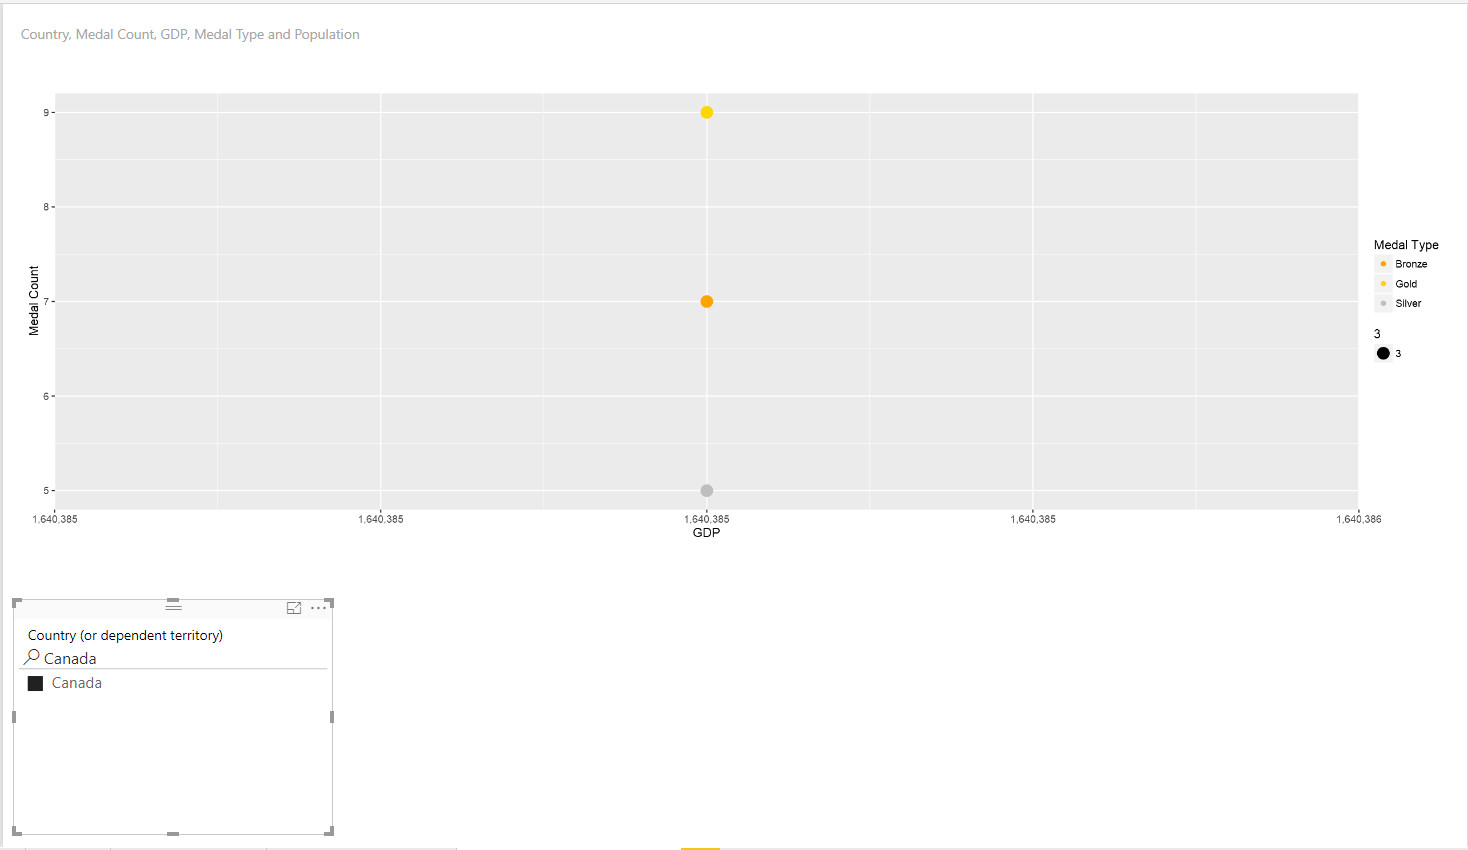 Country, Medal Count, GDP, Medal Type and Population
9
8
7
6
5
Medal Count
1,640,385 1,640,385 1,640,385 1,640,385 1,640,386
GDP
Medal Type
Bronze
Gold
Silver
3
3
Country (or dependent territory)
Canada
Canada